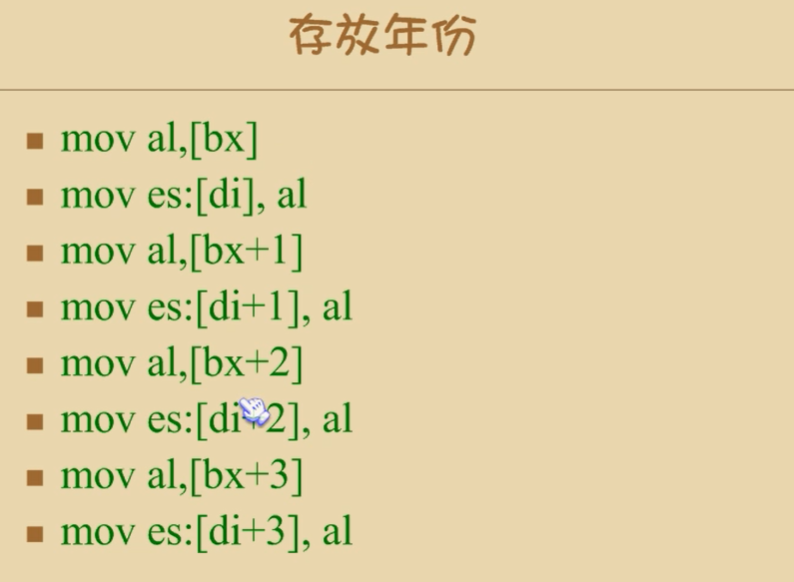 存放年份
mov al,[bx]
mov es:[di], al
mov al,[bx+1]
mov es:[di+1], al
mov al,[bx+2]
mov es:[di+2], al
mov al,[bx+3]
mov es:[di+3], al